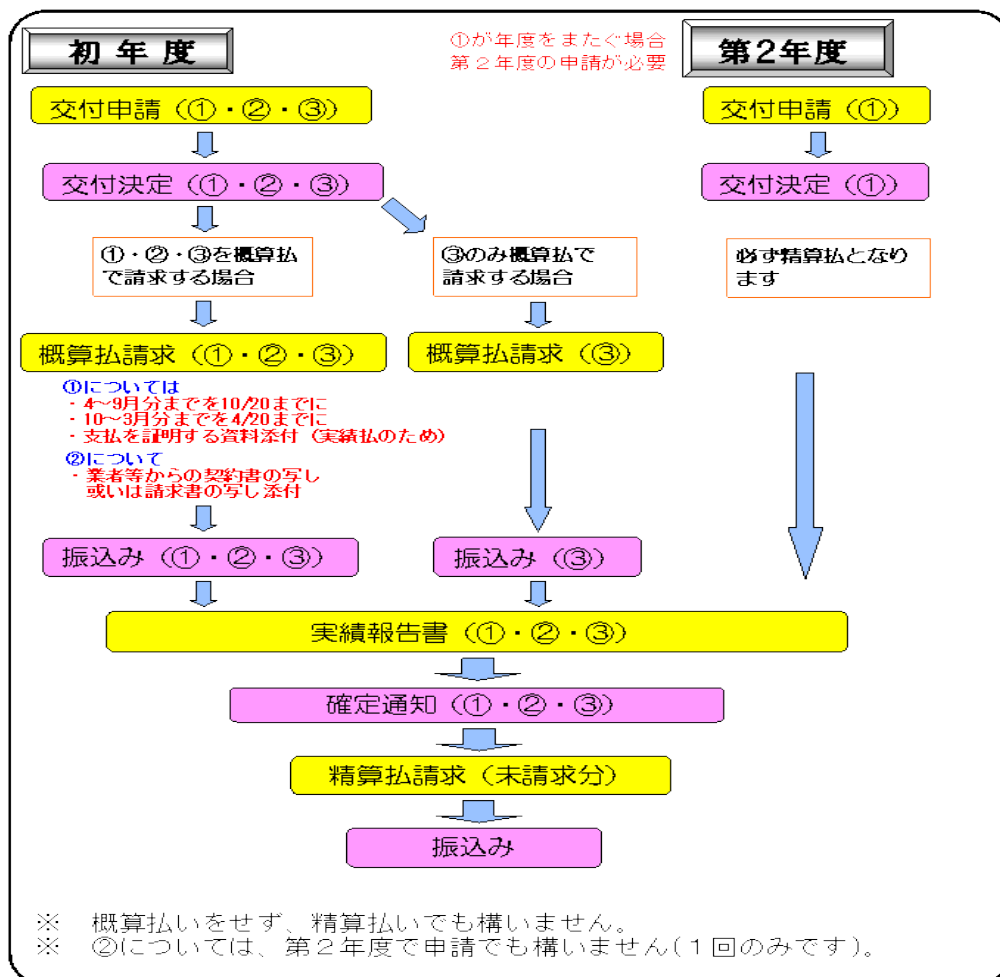 初年度
①が年度をまたぐ場合
第2年度の申請が必要
第2年度
交付申請（①・②・③）
交付申請（①）
交付決定（①・②・③）
交付決定（①）
①・②・③を概算払
で請求する場合
③のみ概算払で
請求する場合
必ず精算払となり
ます
概算払請求（①・②・③）
概算払請求（③）
①については
・4～9月分までを10/20までに
・10～3月分までを4/20までに
・支払を証明する資料添付（実績払のため）
②について
・業者等からの契約書の写し
或いは請求書の写し添付
振込み（①・②・③）
振込み（③）
実績報告書（①・②・③）
確定通知（①・②・③）
精算払請求（未請求分）
振込み
※　概算払いをせず、精算払いでも構いません。
※　②については、第2年度で申請でも構いません(1回のみです)。